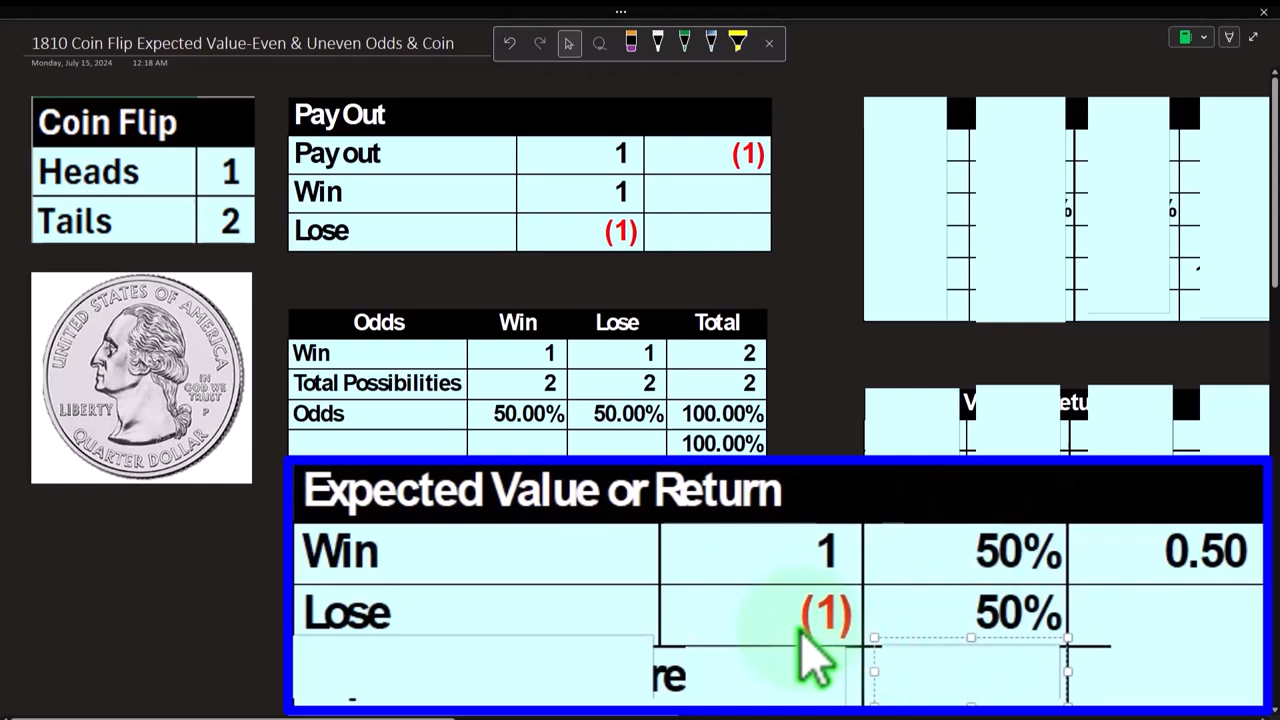 1810 Coin Flip Expected Value-Even & Uneven Odds & Coin
Monday, July 15, 2024 12:18 AM
Coin Flip
Heads 1
Tails 2
UNITED STATES OF AMERICA
LIBERTY
IN GOD WE TRUST
P
QUARTER DOLLAR
Pay Out
Pay out 1 (1)
Win 1
Lose (1)
Odds Win Lose Total
Win 1 1 2
Total Possibilities 2 2 2
Odds 50.00% 50.00% 100.00%
100.00%
Expected Value or Return
Win 1 50% 0.50
Lose (1) 50%
re